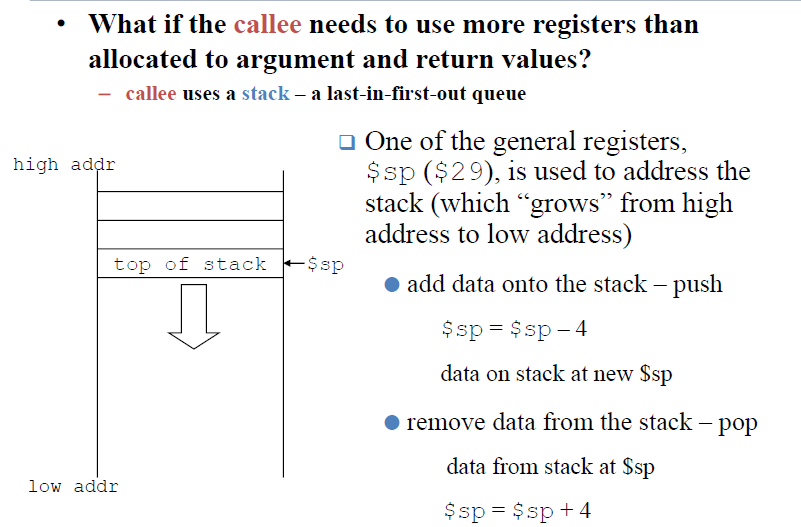 • What if the callee needs to use more registers than
allocated to argument and return values?
– callee uses a stack – a last-in-first-out queue
high addr
top of stack
$sp
low addr
❑ One of the general registers,
$sp ($29), is used to address the
stack (which “grows” from high
address to low address)
● add data onto the stack – push
$sp = $sp – 4
data on stack at new $sp
● remove data from the stack – pop
data from stack at $sp
$sp = $sp + 4